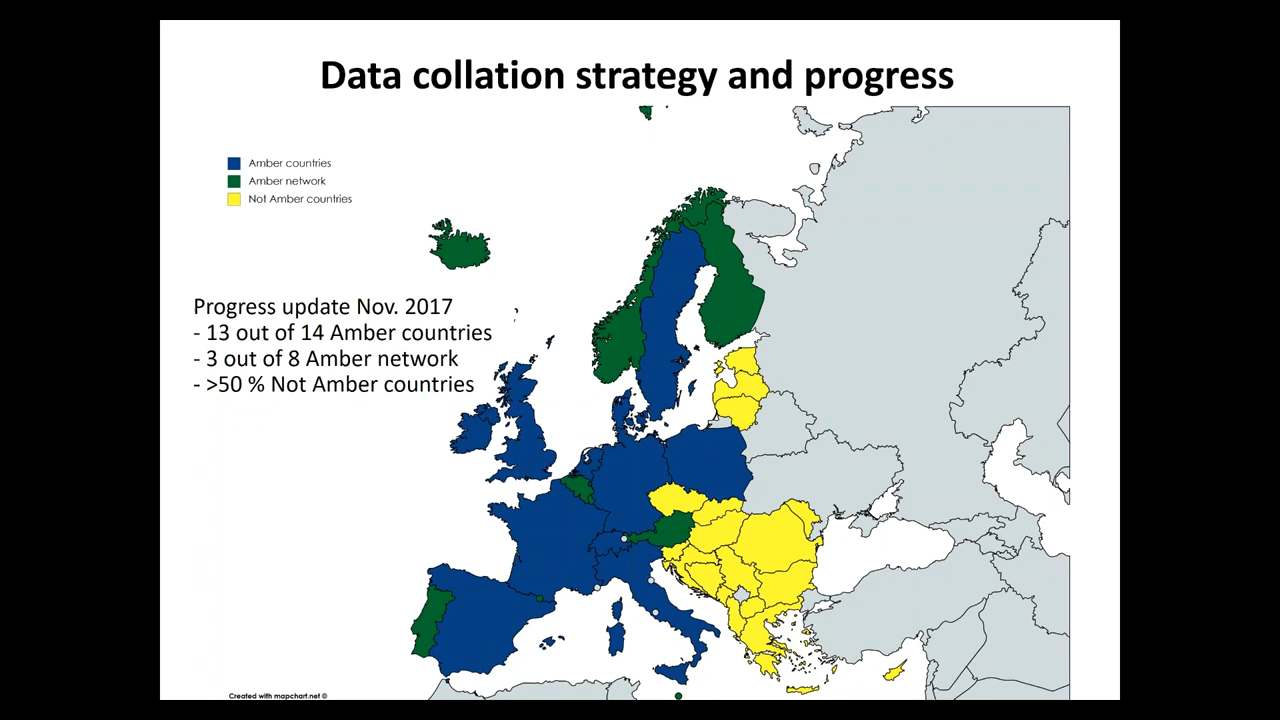 Data collation strategy and progress
Amber countries
Amber network
Not Amber countries
Progress update Nov. 2017
- 13 out of 14 Amber countries
- 3 out of 8 Amber network
- >50 % Not Amber countries
Created with mapchart.net ©